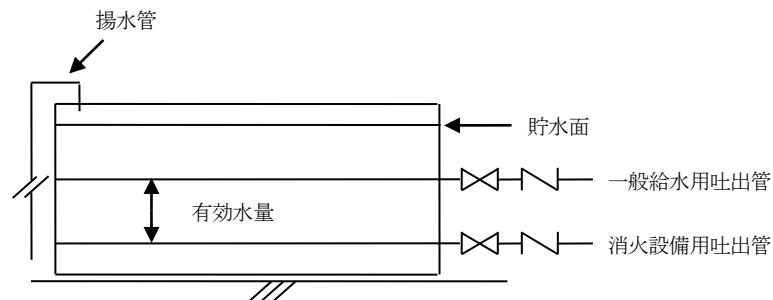 揚水管
貯水面
一般給水用吐出管
有効水量
消火設備用吐出管